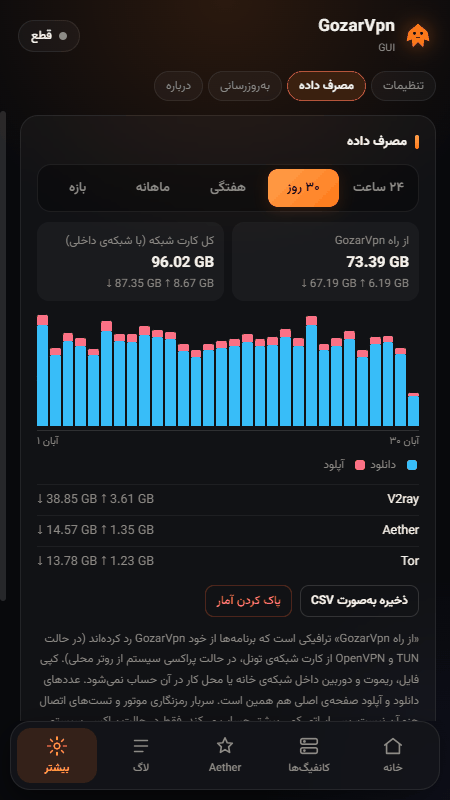 GozarVpn
GUI
قطع
تنظیمات
مصرف داده
به‌روزرسانی
درباره
مصرف داده
۲۴ ساعت
۳۰ روز
هفتگی
ماهانه
بازه
از راه GozarVpn
73.39 GB
↓ 67.19 GB ↑ 6.19 GB
کل کارت شبکه (با شبکه‌ی داخلی)
96.02 GB
↓ 87.35 GB ↑ 8.67 GB
۳۰ آبان
۱ آبان
دانلود
آپلود
V2ray
↓ 38.85 GB ↑ 3.61 GB
Aether
↓ 14.57 GB ↑ 1.35 GB
Tor
↓ 13.78 GB ↑ 1.23 GB
ذخیره به‌صورت CSV
پاک کردن آمار
«از راه GozarVpn» ترافیکی است که برنامه‌ها از خود GozarVpn رد کرده‌اند (در حالت
TUN و OpenVPN از کارت شبکه‌ی تونل، در حالت پراکسی سیستم از روتر محلی). کپی
فایل، ریموت و دوربین داخل شبکه‌ی خانه یا محل کار در آن حساب نمی‌شود. عددهای
دانلود و آپلود صفحه‌ی اصلی هم همین است. سربار رمزنگاری موتور و تست‌های اتصال
خانه
کانفیگ‌ها
Aether
لاگ
بیشتر